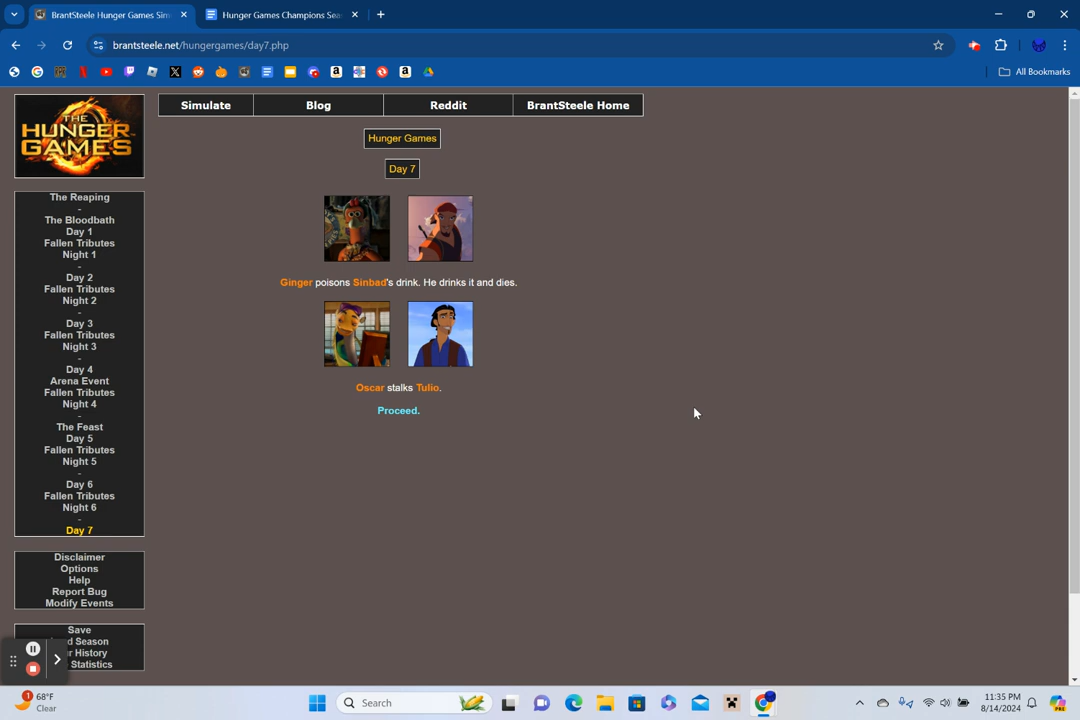 BrantSteele Hunger Games Sim
Hunger Games Champions Sea
brantsteele.net/hungergames/day7.php
All Bookmarks
THE
HUNGER
GAMES
Simulate
Blog
Reddit
BrantSteele Home
Hunger Games
Day 7
Ginger poisons Sinbad's drink. He drinks it and dies.
Oscar stalks Tulio.
Proceed.
The Reaping
-
The Bloodbath
Day 1
Fallen Tributes
Night 1
-
Day 2
Fallen Tributes
Night 2
-
Day 3
Fallen Tributes
Night 3
-
Day 4
Arena Event
Fallen Tributes
Night 4
-
The Feast
Day 5
Fallen Tributes
Night 5
-
Day 6
Fallen Tributes
Night 6
-
Day 7
Disclaimer
Options
Help
Report Bug
Modify Events
Save
d Season
r History
Statistics
1
68°F
Clear
Search
11:35 PM
8/14/2024